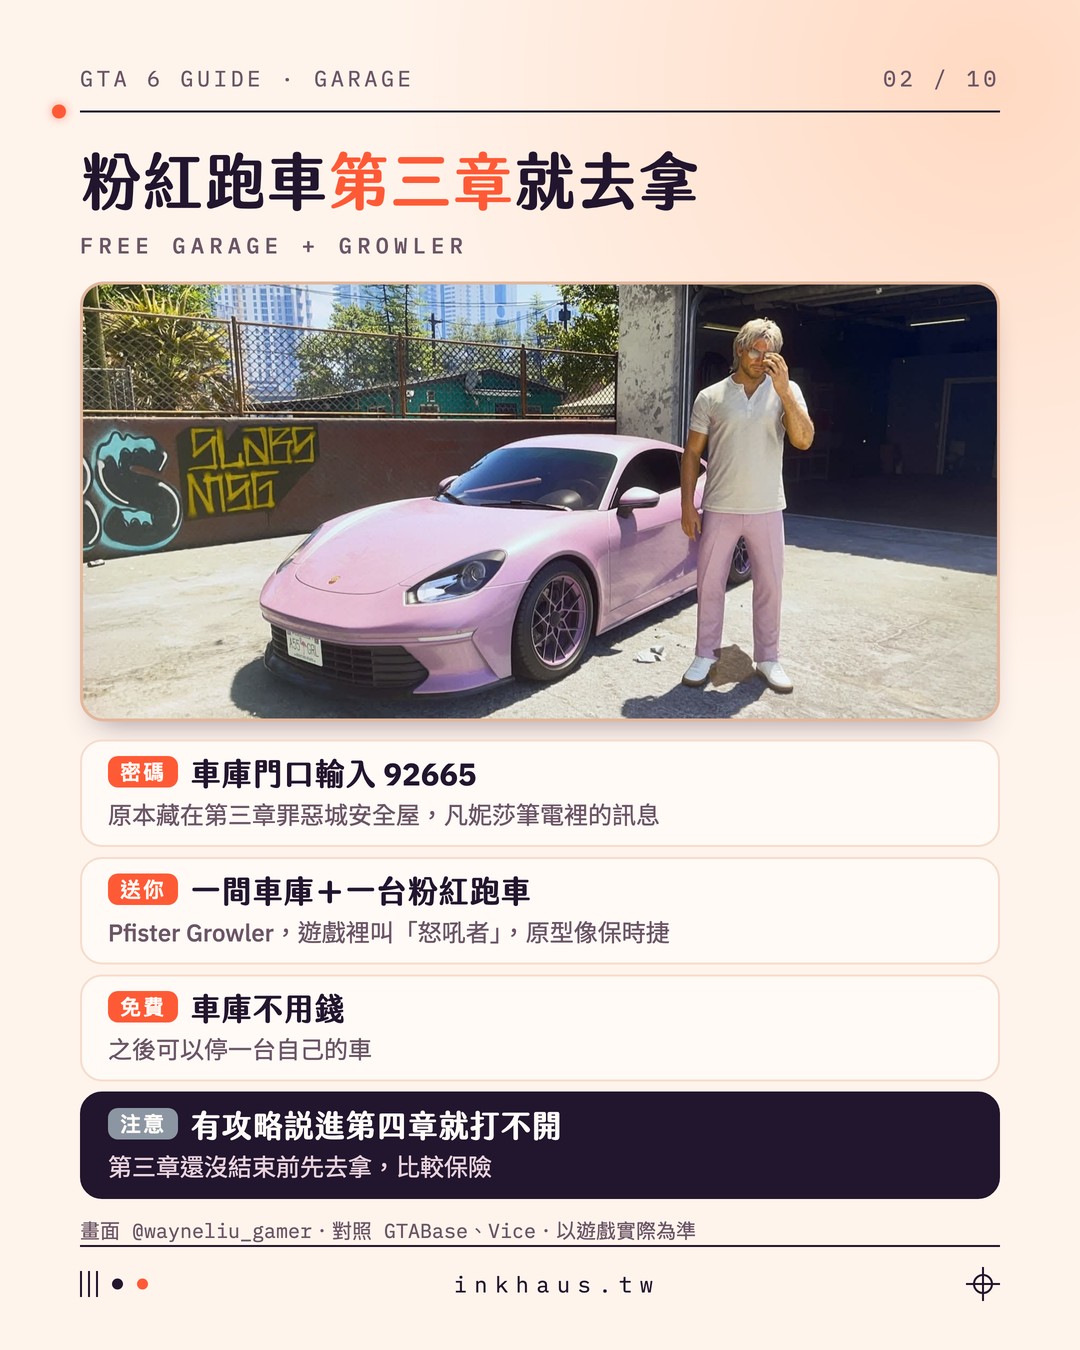 GTA 6 GUIDE · GARAGE
02 / 10
粉紅跑車第三章就去拿
FREE GARAGE + GROWLER
SLABS
NTSG
密碼 車庫門口輸入 92665
原本藏在第三章罪惡城安全屋，凡妮莎筆電裡的訊息
送你 一間車庫＋一台粉紅跑車
Pfister Growler，遊戲裡叫「怒吼者」，原型像保時捷
免費 車庫不用錢
之後可以停一台自己的車
注意 有攻略說進第四章就打不開
第三章還沒結束前先去拿，比較保險
畫面 @wayneliu_gamer · 對照 GTABase、Vice · 以遊戲實際為準
inkhaus.tw